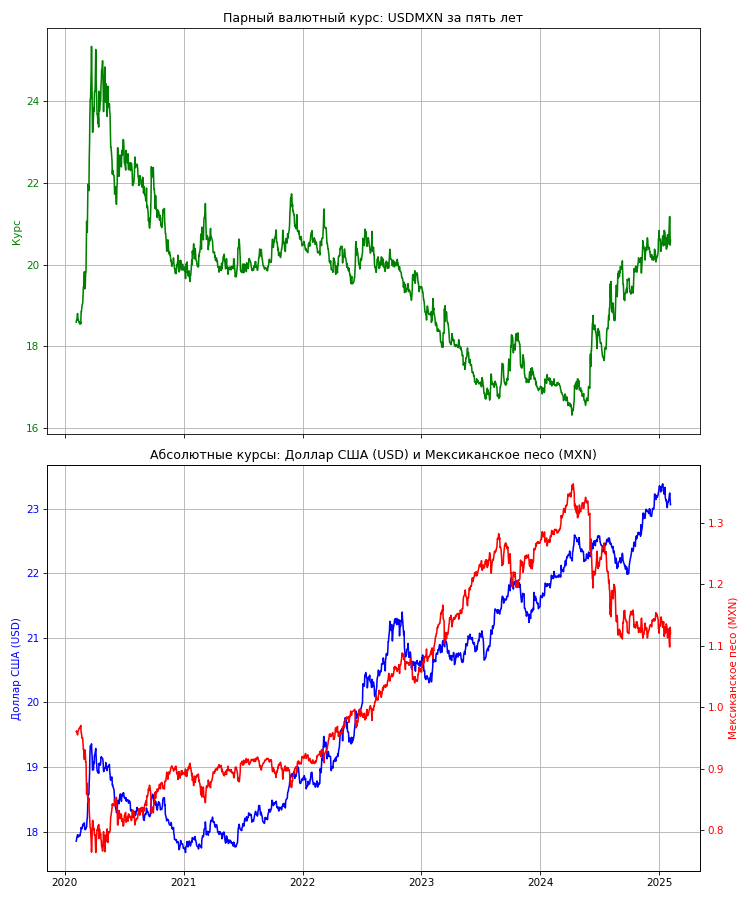 Парный валютный курс: USDMXN за пять лет
24
22
20
18
16
Курс
Абсолютные курсы: Доллар США (USD) и Мексиканское песо (MXN)
23
22
21
20
19
18
Доллар США (USD)
1.3
1.2
1.1
1.0
0.9
0.8
Мексиканское песо (MXN)
2020 2021 2022 2023 2024 2025